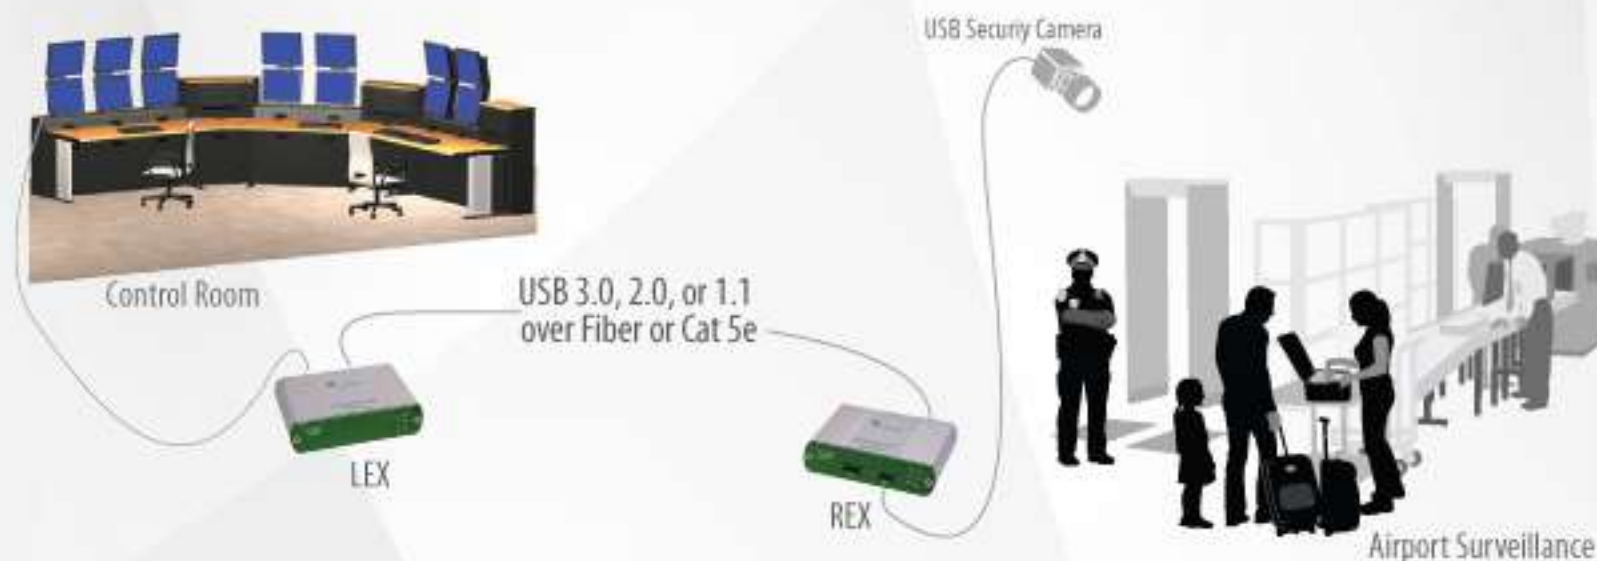 USB Securiy Camera
Control Room
USB 3.0, 2.0, or 1.1
over Fiber or Cat 5e
LEX
REX
Airport Surveillance